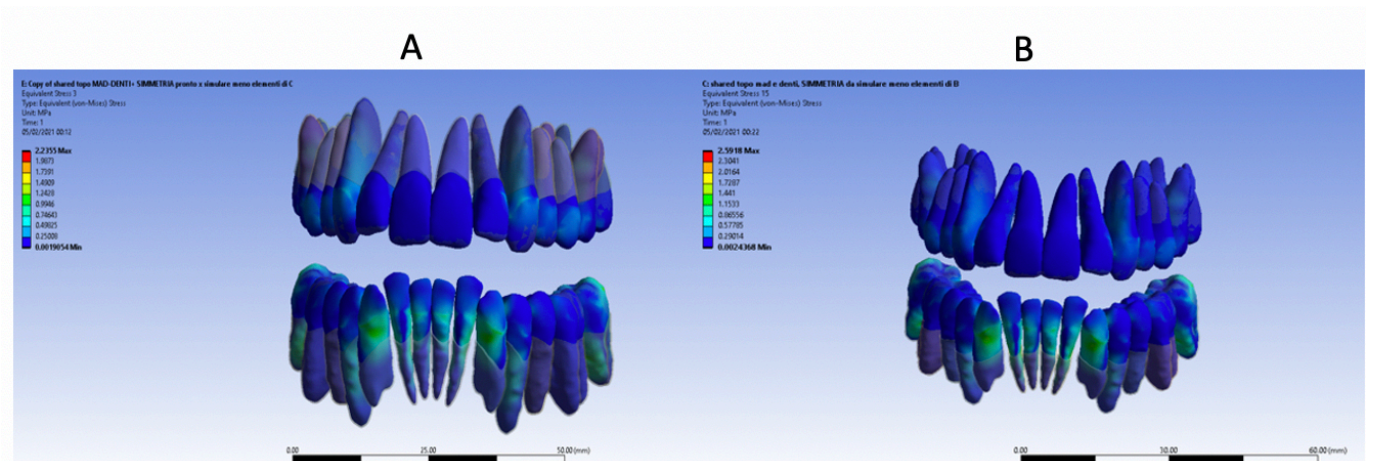 A
B
E: Copy of shared topo MAD-DENTI+ SIMMETRIA pronto x simulare meno elementi di C
Equivalent Stress 3
Type: Equivalent (von-Mises) Stress
Unit: MPa
Time: 1
05/02/2021 00:12
2.2355 Max
1.9873
1.7391
1.4909
1.2428
0.9946
0.74643
0.49825
0.25008
0.0019054 Min
0.00
25.00
50.00 (mm)
C: shared topo mad e denti, SIMMETRIA da simulare meno elementi di B
Equivalent Stress 15
Type: Equivalent (von-Mises) Stress
Unit: MPa
Time: 1
05/02/2021 00:22
2.5918 Max
2.3041
2.0164
1.7287
1.441
1.1533
0.86556
0.57785
0.29014
0.0024368 Min
0.00
30.00
60.00 (mm)